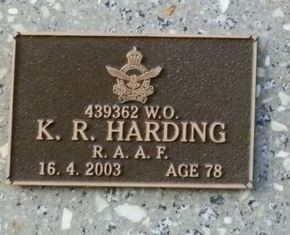 439362 W.O.
K. R. HARDING
R. A. A. F.
16. 4. 2003 AGE 78